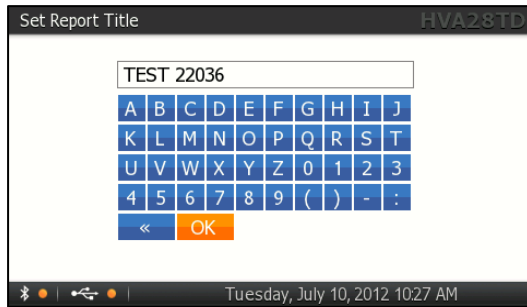 Set Report Title HVA28TD
TEST 22036
A B C D E F G H I J
K L M N O P Q R S T
U V W X Y Z 0 1 2 3
4 5 6 7 8 9 ( ) - :
« OK
Tuesday, July 10, 2012 10:27 AM